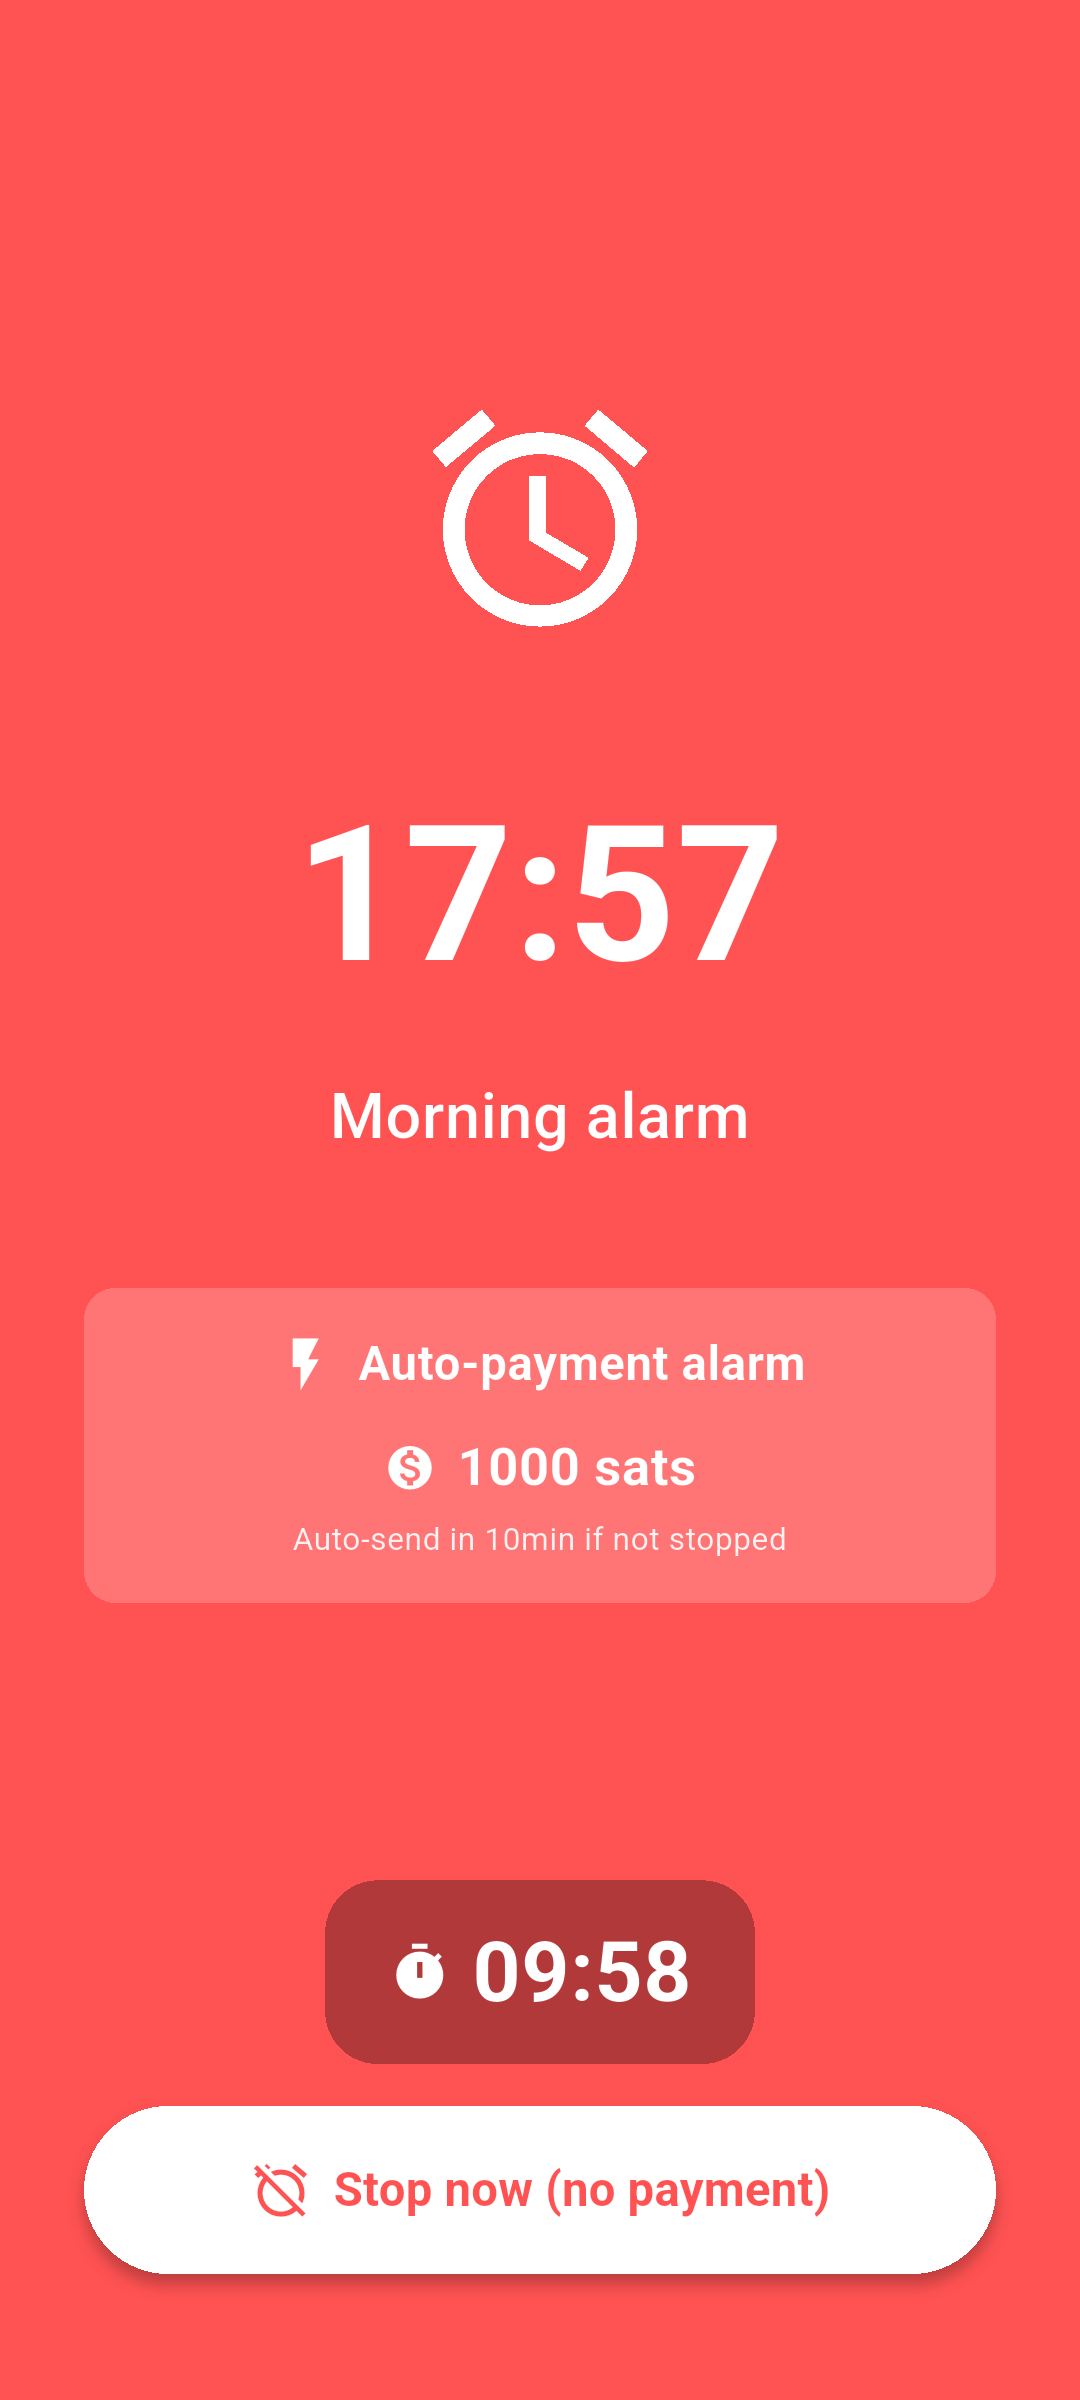 17:57
Morning alarm
Auto-payment alarm
1000 sats
Auto-send in 10min if not stopped
09:58
Stop now (no payment)